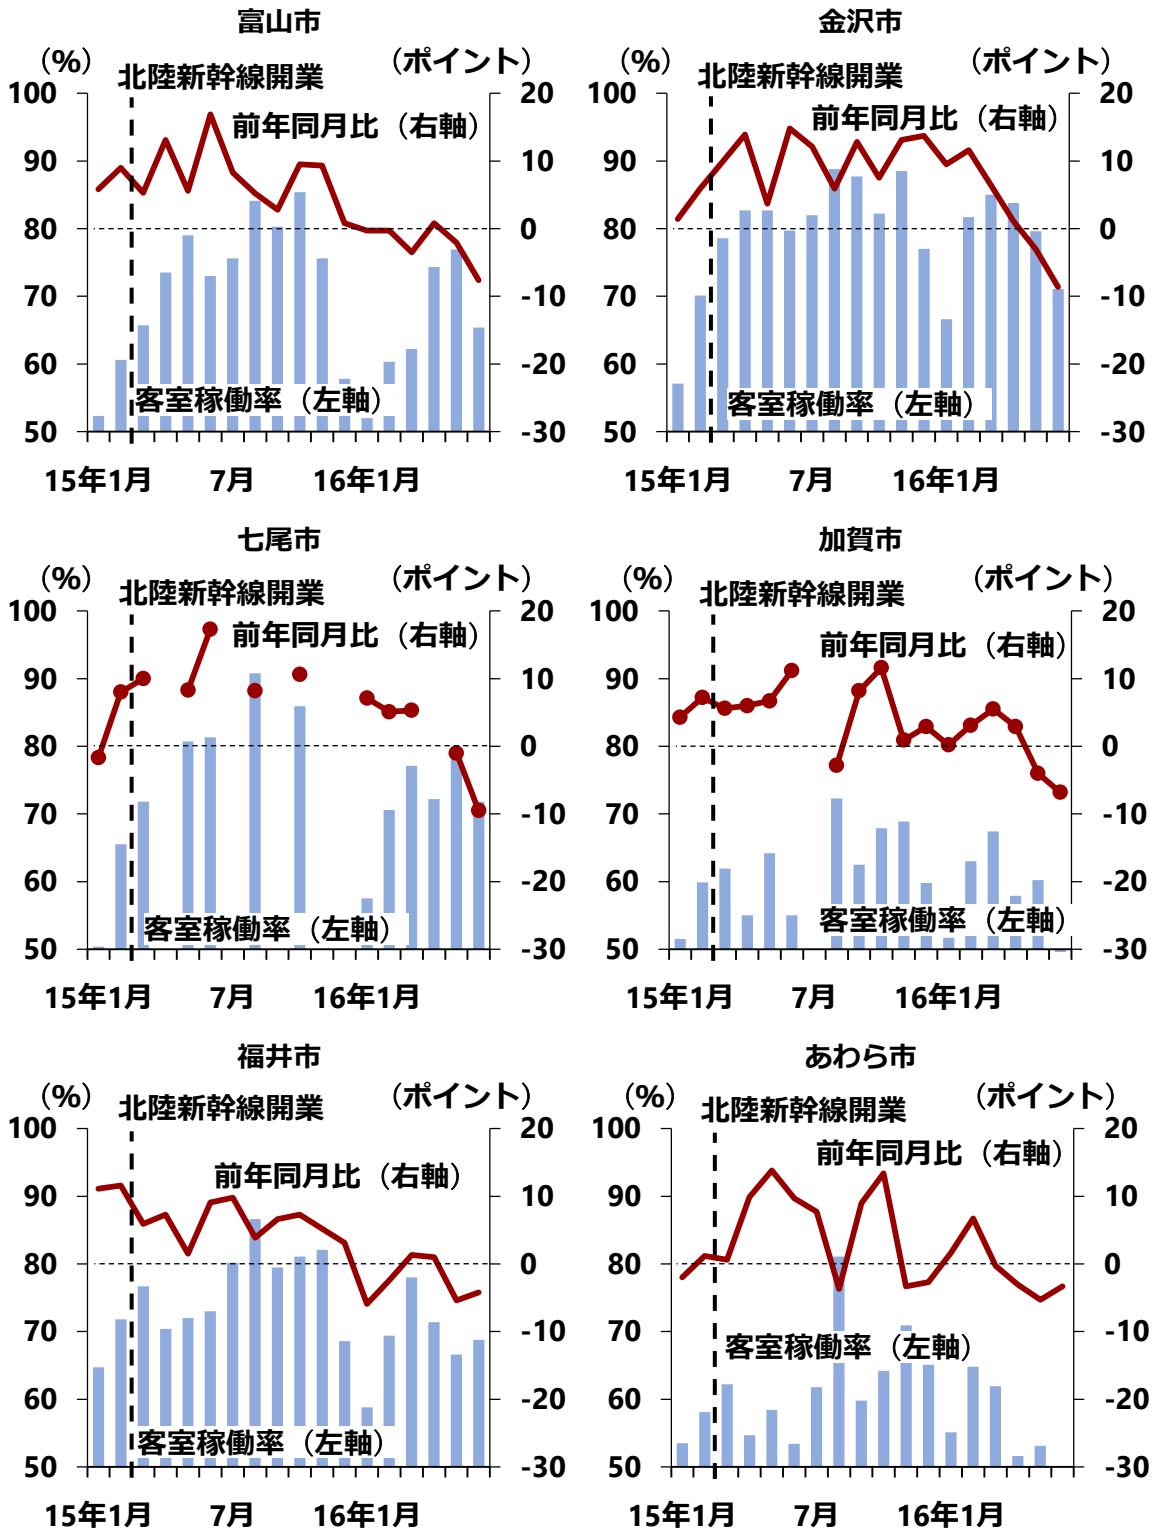 富山市
（%）
（ポイント）
北陸新幹線開業
前年同月比（右軸）
客室稼働率（左軸）
100
90
80
70
60
50
20
10
0
-10
-20
-30
15年1月
7月
16年1月
金沢市
（%）
（ポイント）
北陸新幹線開業
前年同月比（右軸）
客室稼働率（左軸）
100
90
80
70
60
50
20
10
0
-10
-20
-30
15年1月
7月
16年1月
七尾市
（%）
（ポイント）
北陸新幹線開業
前年同月比（右軸）
客室稼働率（左軸）
100
90
80
70
60
50
20
10
0
-10
-20
-30
15年1月
7月
16年1月
加賀市
（%）
（ポイント）
北陸新幹線開業
前年同月比（右軸）
客室稼働率（左軸）
100
90
80
70
60
50
20
10
0
-10
-20
-30
15年1月
7月
16年1月
福井市
（%）
（ポイント）
北陸新幹線開業
前年同月比（右軸）
客室稼働率（左軸）
100
90
80
70
60
50
20
10
0
-10
-20
-30
15年1月
7月
16年1月
あわら市
（%）
（ポイント）
北陸新幹線開業
前年同月比（右軸）
客室稼働率（左軸）
100
90
80
70
60
50
20
10
0
-10
-20
-30
15年1月
7月
16年1月